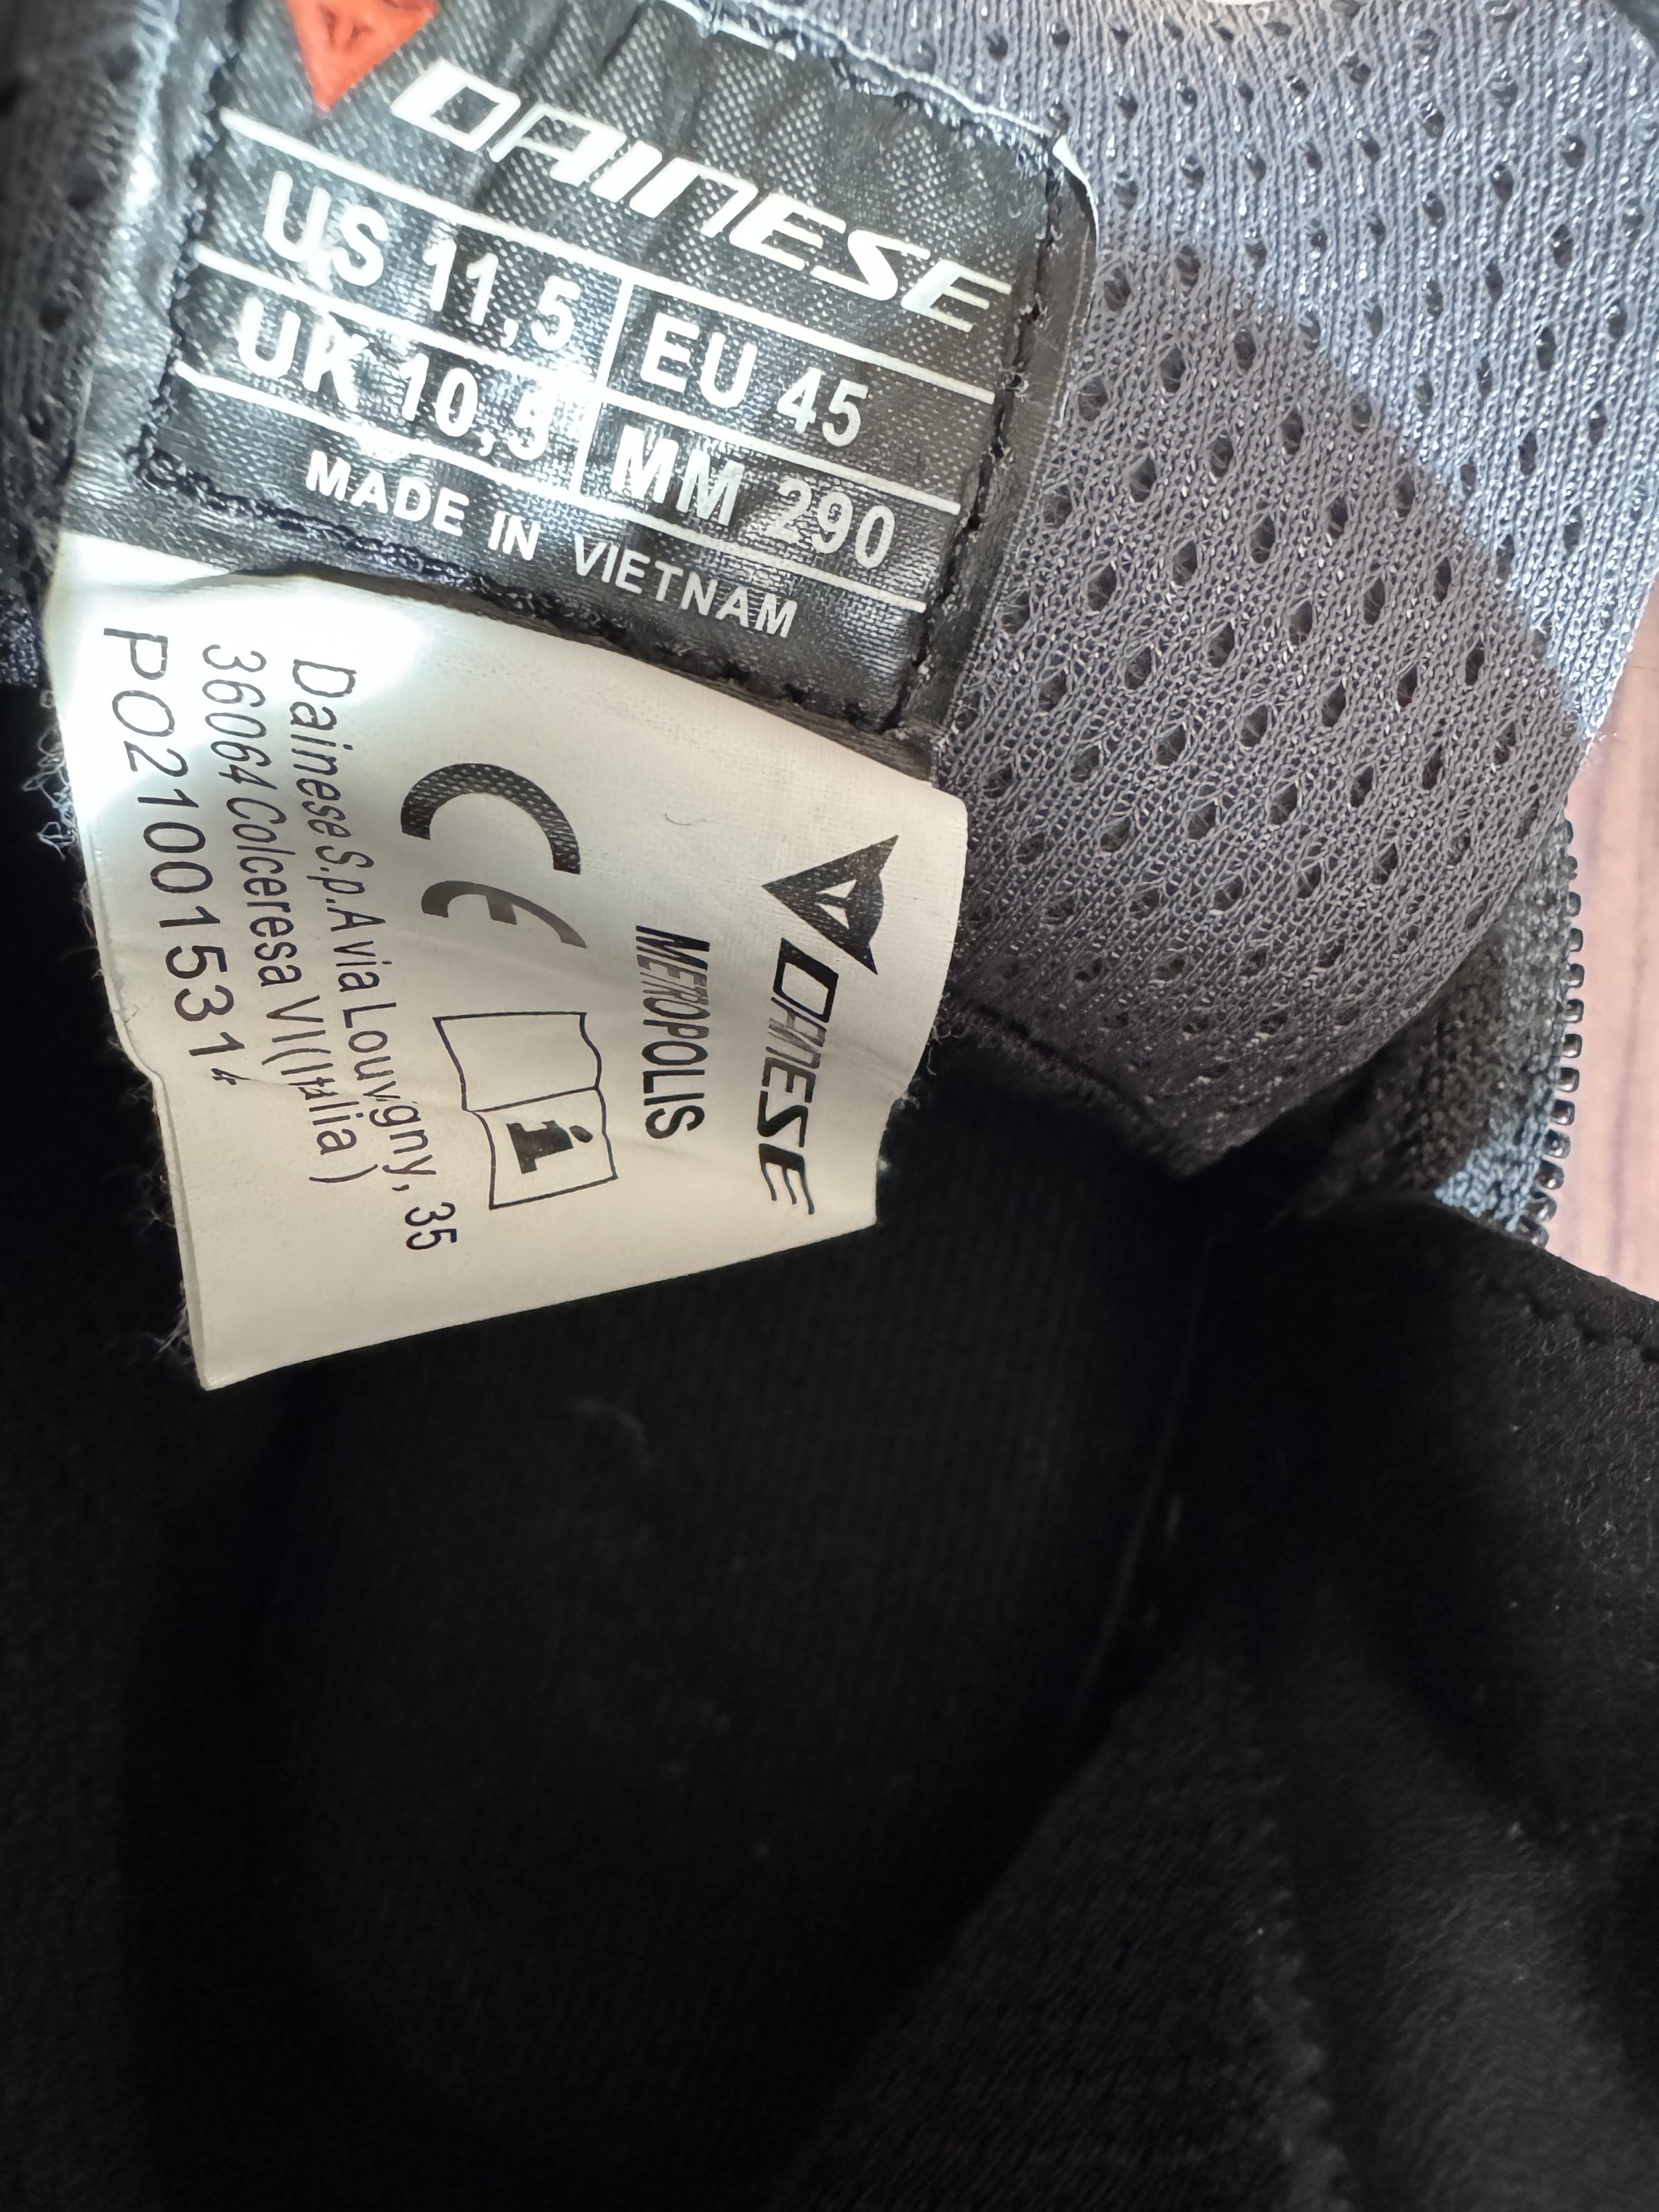 DAINESE
US 11,5 EU 45
UK 10,5 MM 290
MADE IN VIETNAM
DAINESE
METROPOLIS
CE
i
Dainese S.p.A via Louvigny, 35
36064 Colceresa VI (Italia)
PO21001531